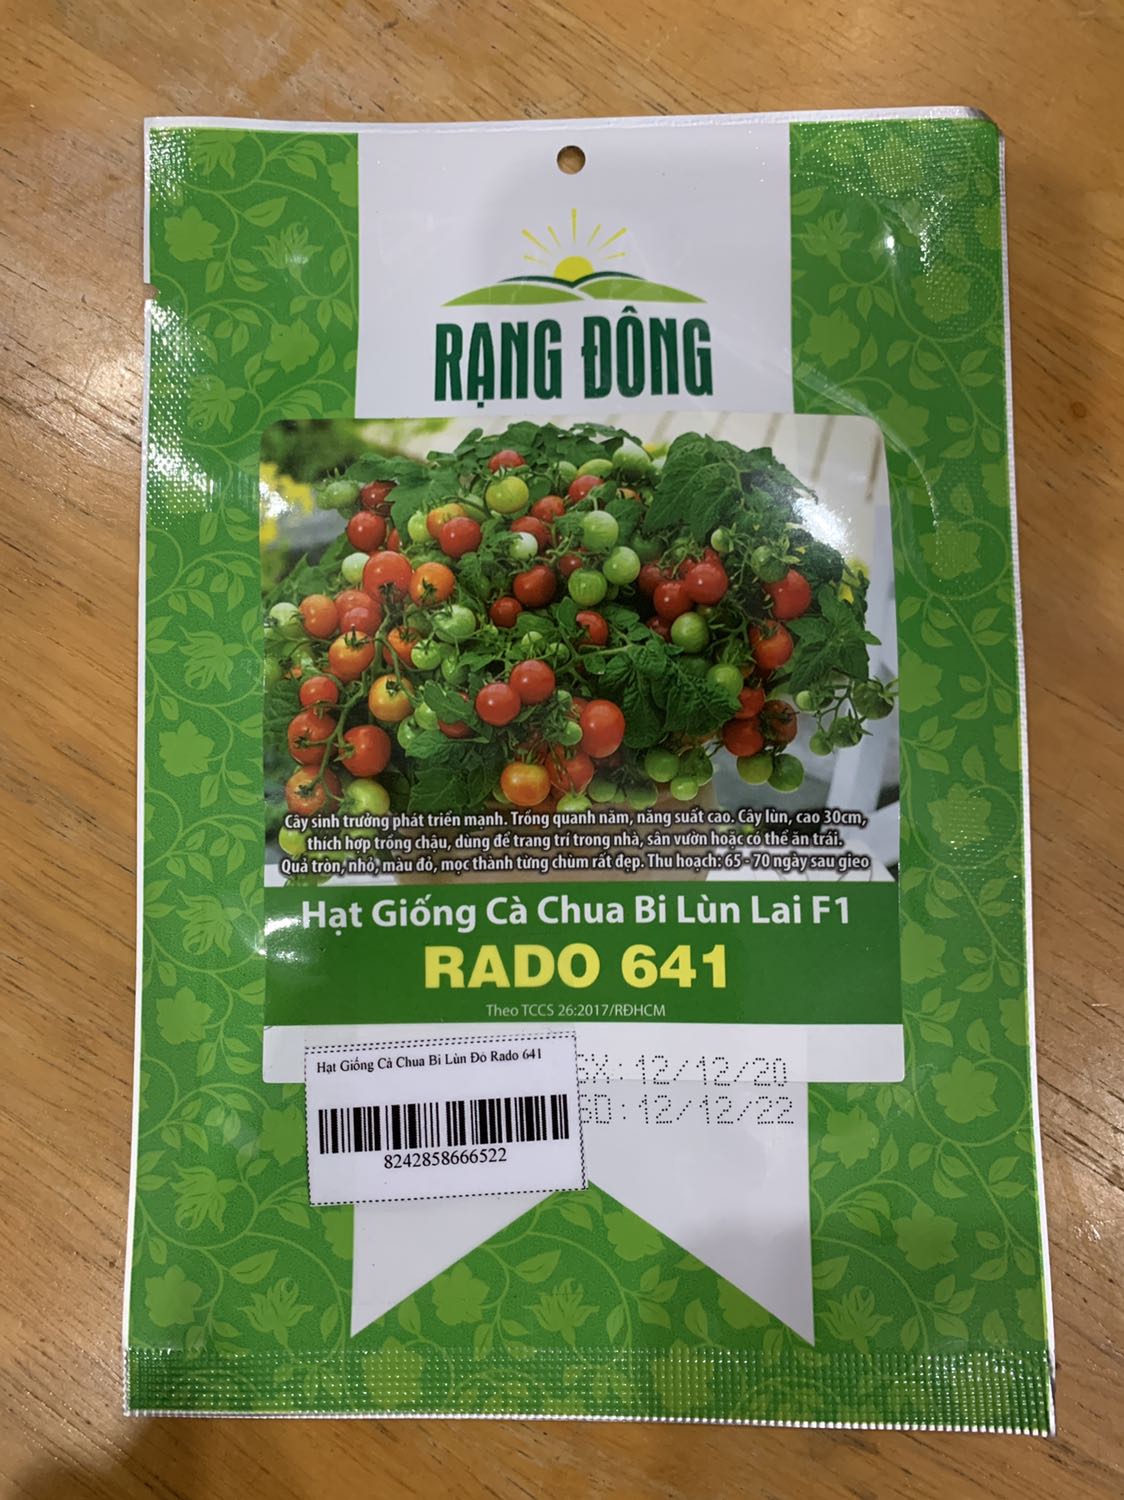 RẠNG ĐÔNG
Cây sinh trưởng phát triển mạnh. Trồng quanh năm, năng suất cao. Cây lùn, cao 30cm,
thích hợp trồng chậu, dùng để trang trí trong nhà, sân vườn hoặc có thể ăn trái.
Quả tròn, nhỏ, màu đỏ, mọc thành từng chùm rất đẹp. Thu hoạch: 65 - 70 ngày sau gieo
Hạt Giống Cà Chua Bi Lùn Lai F1
RADO 641
Theo TCCS 26:2017/RĐHCM
Hạt Giống Cà Chua Bi Lùn Đỏ Rado 641
8242858666522
SX: 12/12/20
SD: 12/12/22